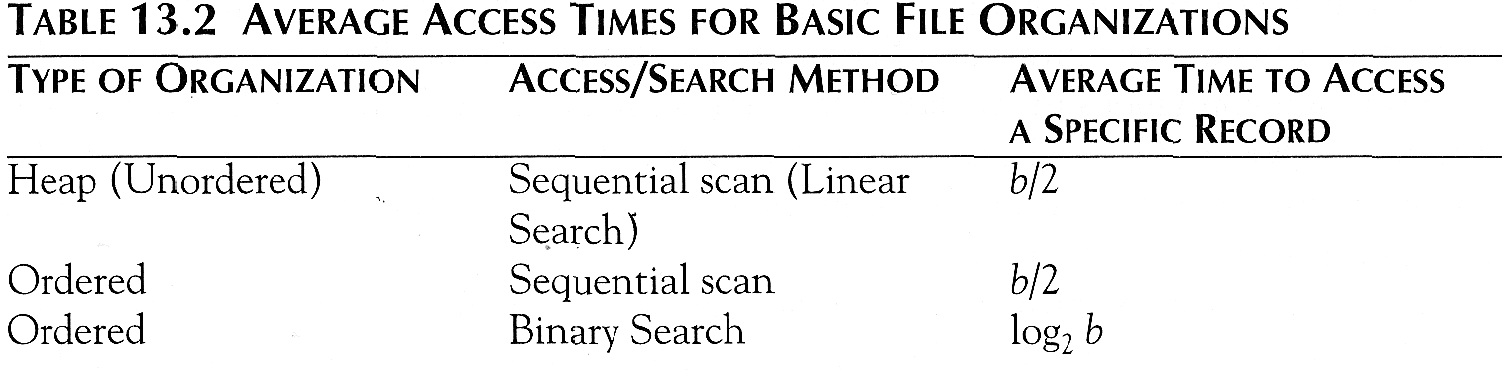 TABLE 13.2 AVERAGE ACCESS TIMES FOR BASIC FILE ORGANIZATIONS
TYPE OF ORGANIZATION ACCESS/SEARCH METHOD AVERAGE TIME TO ACCESS
A SPECIFIC RECORD
Heap (Unordered) Sequential scan (Linear b/2
Search)
Ordered Sequential scan b/2
Ordered Binary Search log₂ b